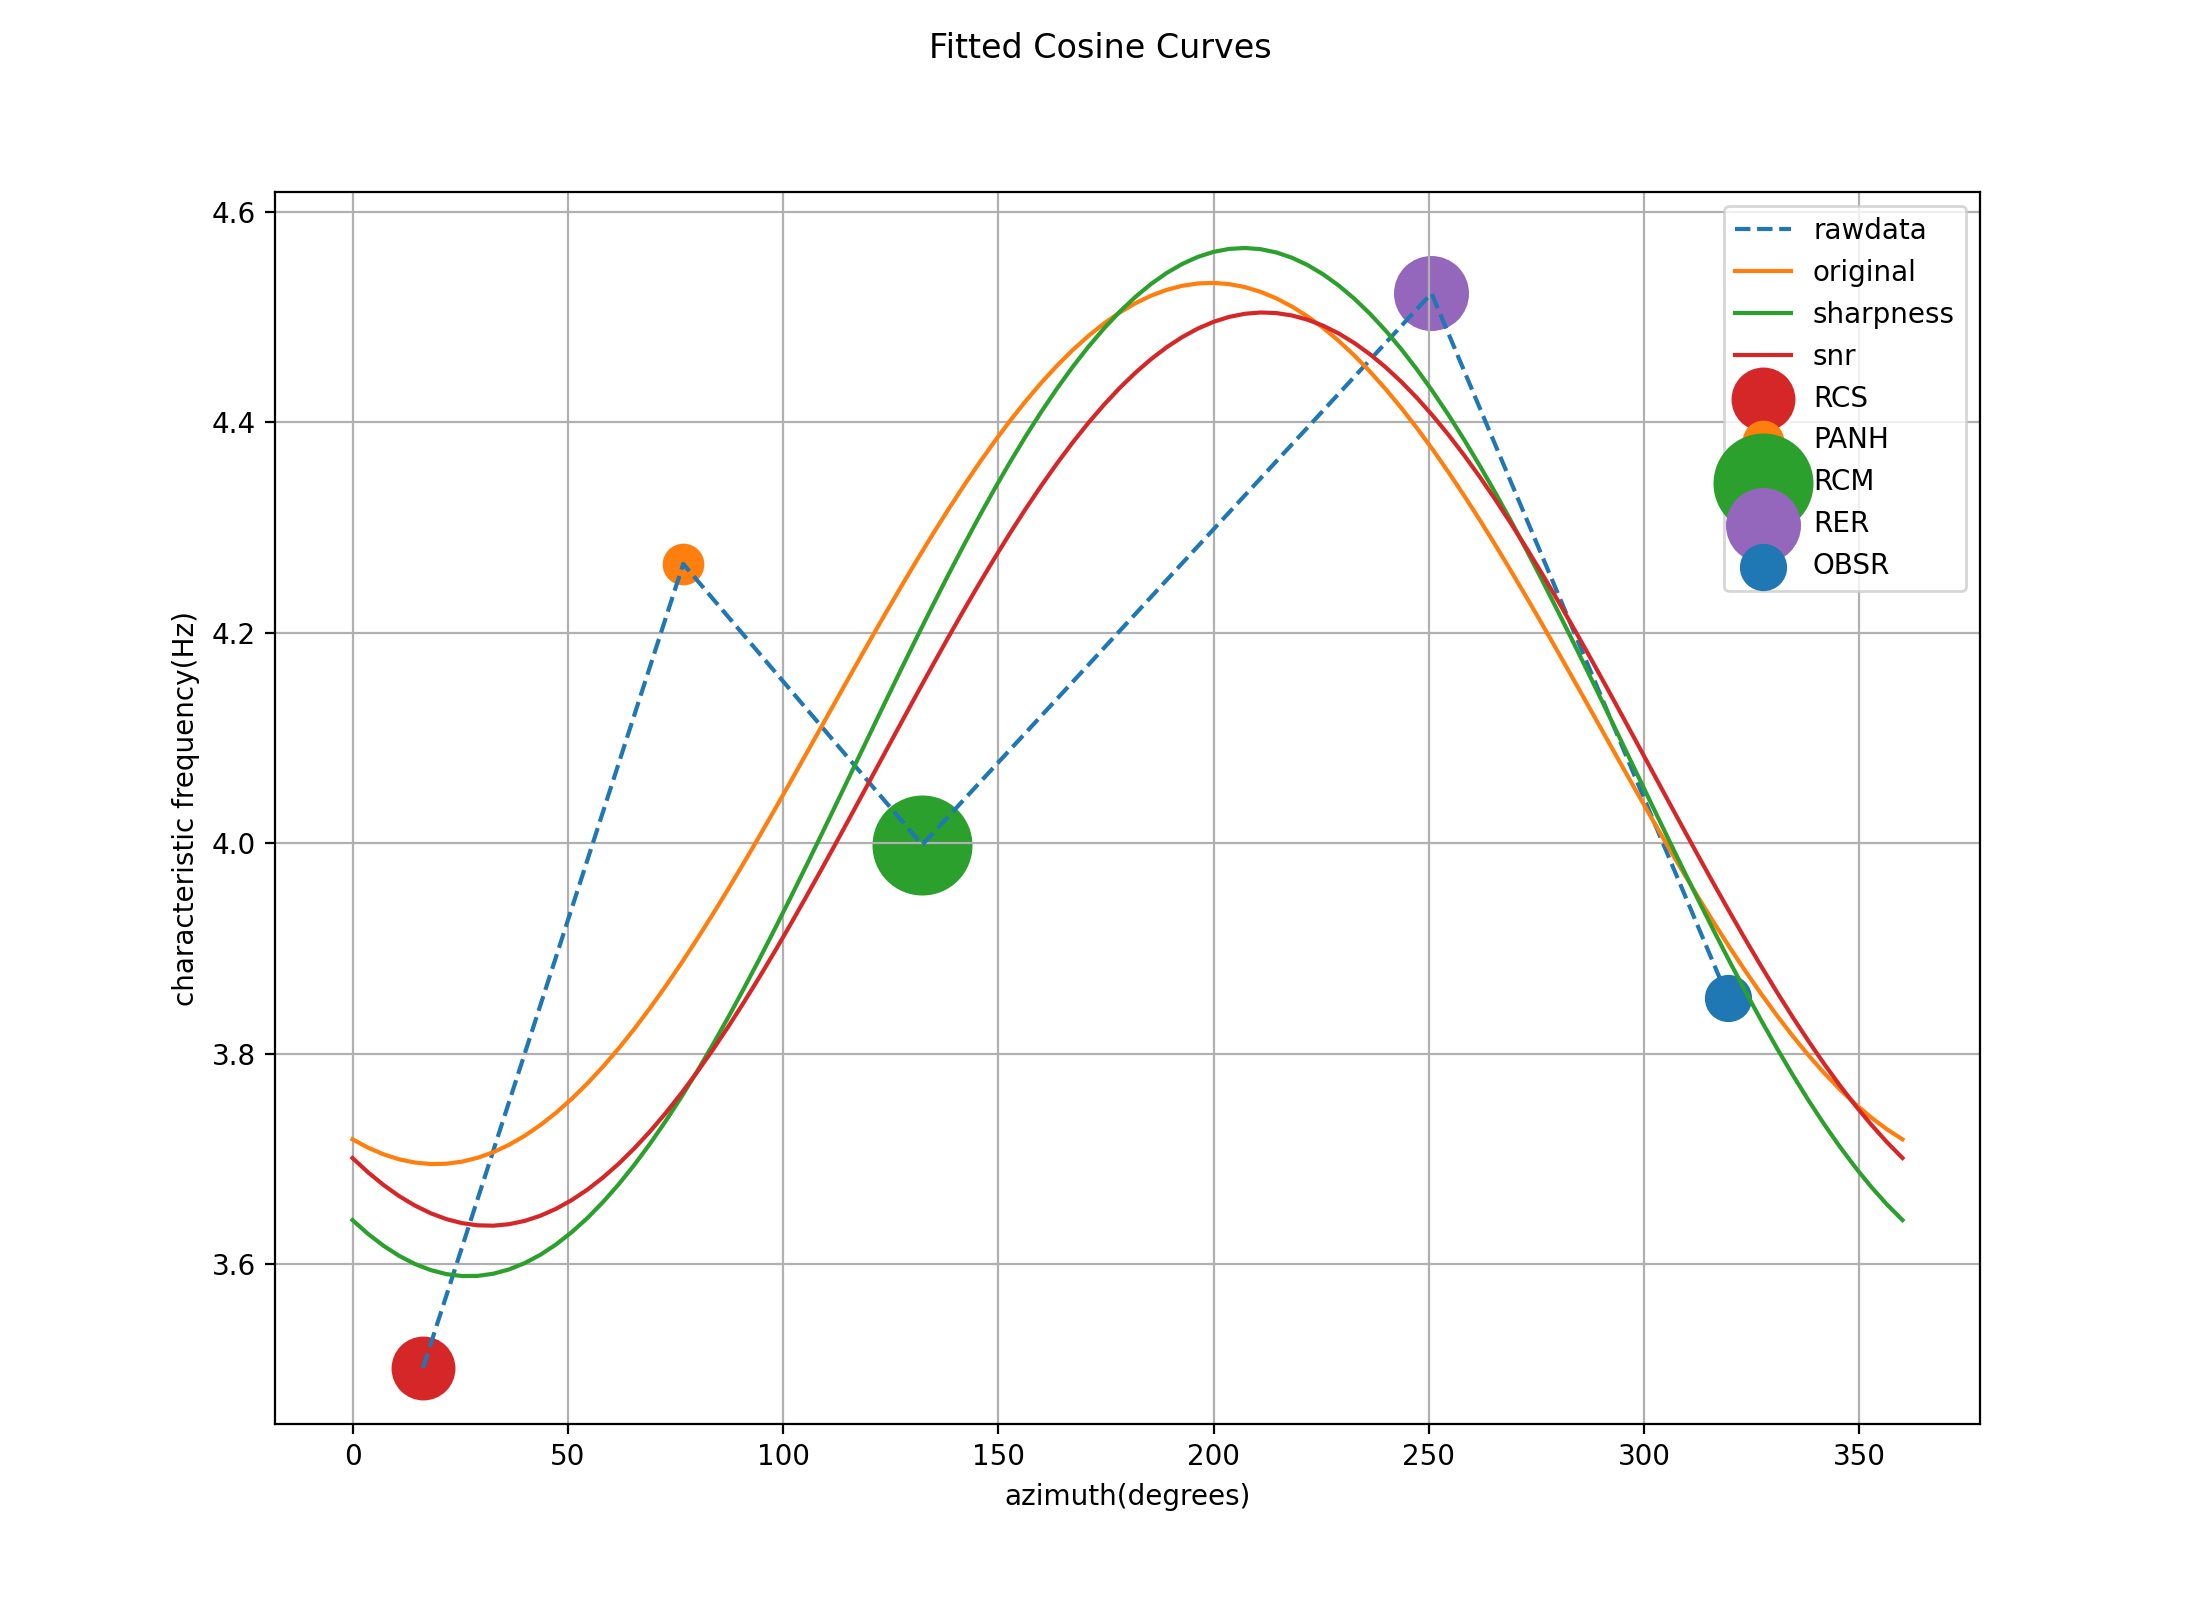 Fitted Cosine Curves
4.6
4.4
4.2
4.0
3.8
3.6
characteristic frequency(Hz)
rawdata
original
sharpness
snr
RCS
PANH
RCM
RER
OBSR
0 50 100 150 200 250 300 350
azimuth(degrees)